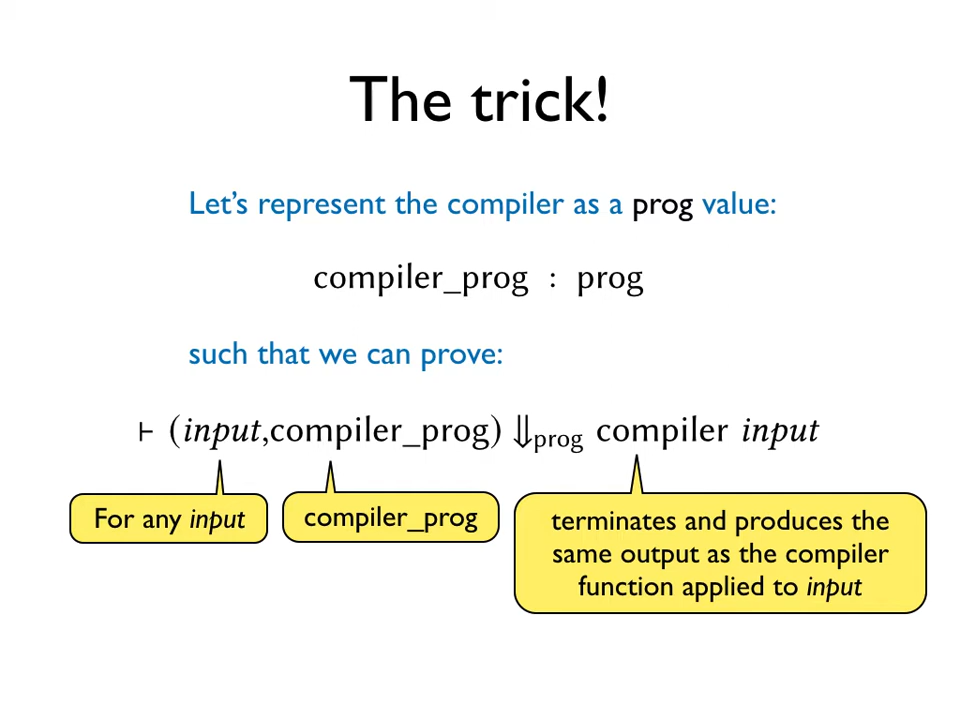 The trick!
Let's represent the compiler as a prog value:
compiler_prog : prog
such that we can prove:
⊢ (input,compiler_prog) ⇓prog compiler input
For any input
compiler_prog
terminates and produces the
same output as the compiler
function applied to input